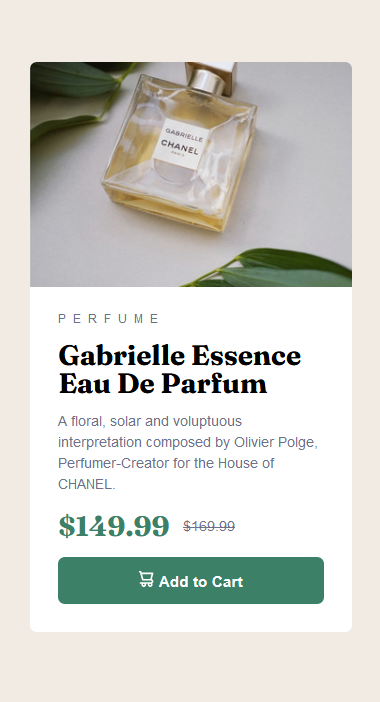 GABRIELLE
CHANEL
PARIS
PERFUME
Gabrielle Essence
Eau De Parfum
A floral, solar and voluptuous
interpretation composed by Olivier Polge,
Perfumer-Creator for the House of
CHANEL.
$149.99 $169.99
Add to Cart